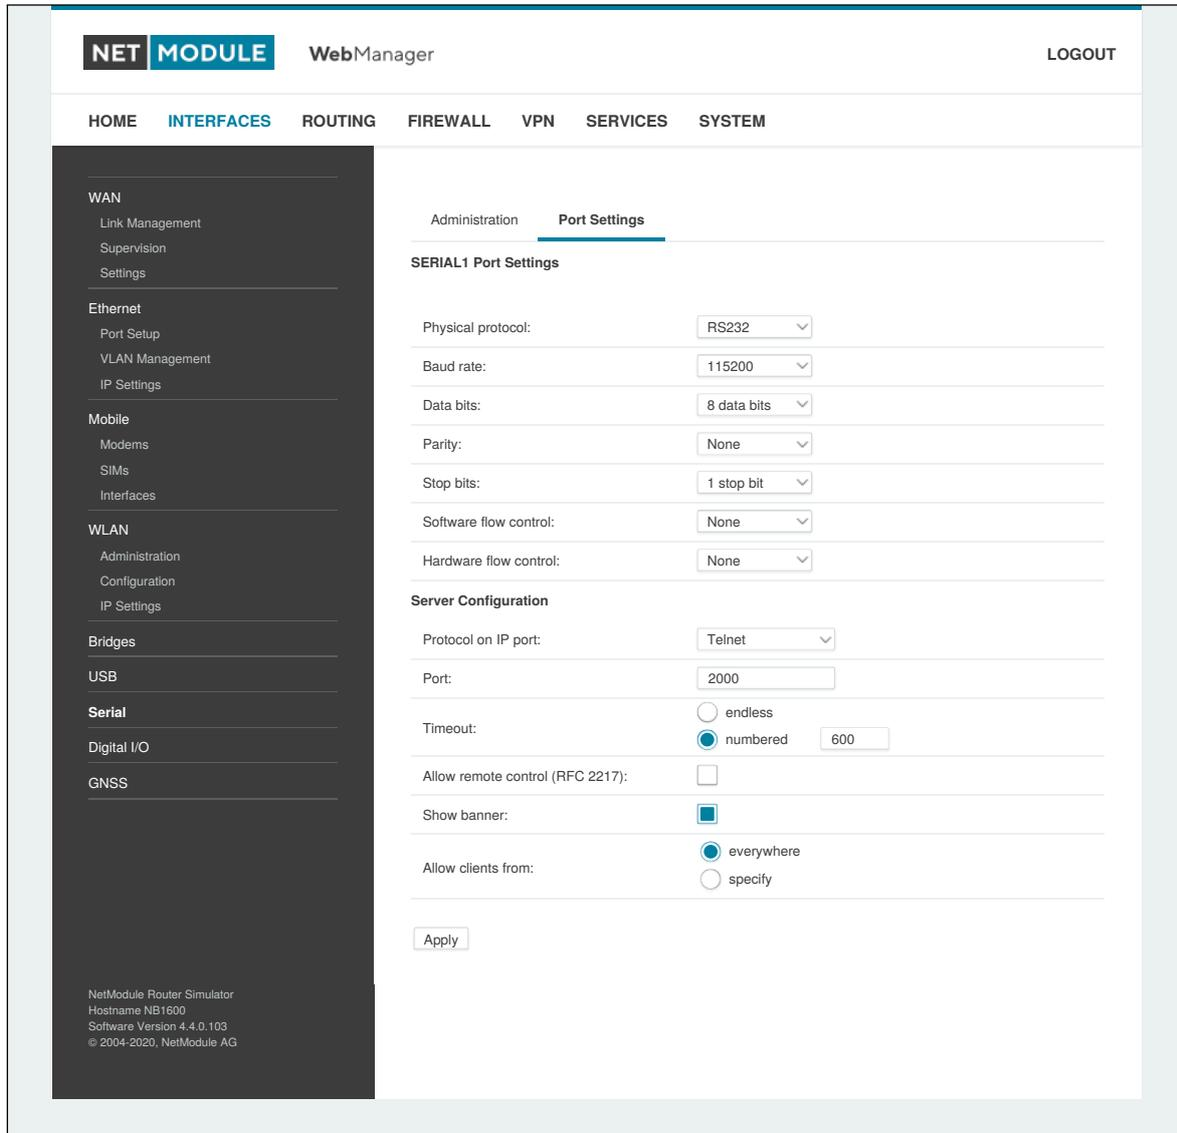 NET MODULE WebManager LOGOUT
HOME INTERFACES ROUTING FIREWALL VPN SERVICES SYSTEM
WAN
Link Management
Supervision
Settings
Ethernet
Port Setup
VLAN Management
IP Settings
Mobile
Modems
SIMs
Interfaces
WLAN
Administration
Configuration
IP Settings
Bridges
USB
Serial
Digital I/O
GNSS
NetModule Router Simulator
Hostname NB1600
Software Version 4.4.0.103
© 2004-2020, NetModule AG
Administration Port Settings
SERIAL1 Port Settings
Physical protocol: RS232
Baud rate: 115200
Data bits: 8 data bits
Parity: None
Stop bits: 1 stop bit
Software flow control: None
Hardware flow control: None
Server Configuration
Protocol on IP port: Telnet
Port: 2000
Timeout: endless
numbered 600
Allow remote control (RFC 2217):
Show banner:
Allow clients from: everywhere
specify
Apply